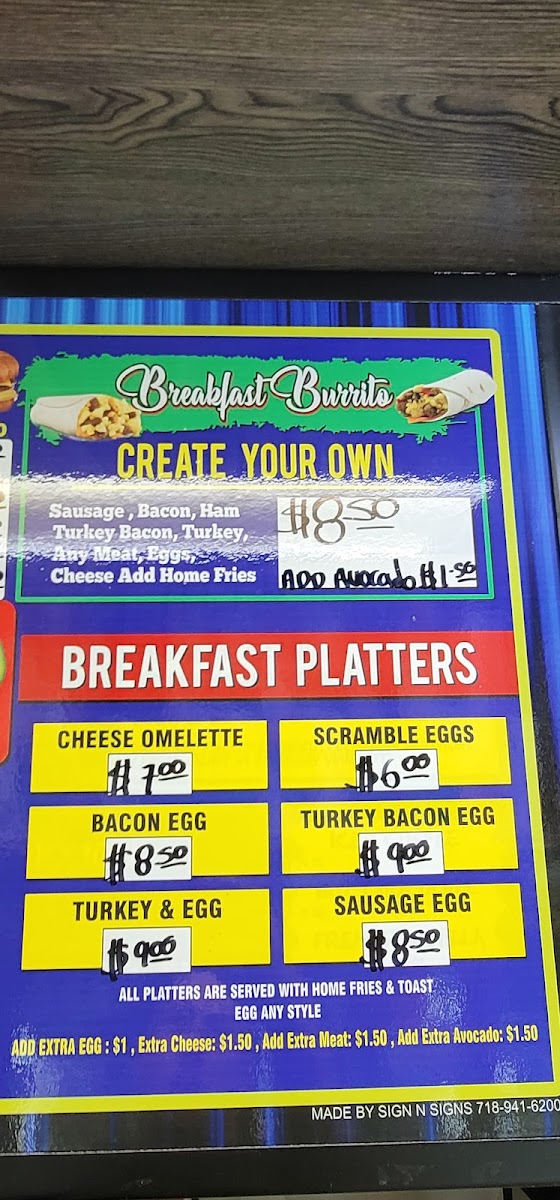 Breakfast Burrito
CREATE YOUR OWN
Sausage , Bacon, Ham
Turkey Bacon, Turkey,
Any Meat, Eggs,
Cheese Add Home Fries
$8.50
ADD AVOCADO $1.50
BREAKFAST PLATTERS
CHEESE OMELETTE
$7.00
SCRAMBLE EGGS
$6.00
BACON EGG
$8.50
TURKEY BACON EGG
$9.00
TURKEY & EGG
$9.00
SAUSAGE EGG
$8.50
ALL PLATTERS ARE SERVED WITH HOME FRIES & TOAST
EGG ANY STYLE
ADD EXTRA EGG : $1 , Extra Cheese: $1.50 , Add Extra Meat: $1.50 , Add Extra Avocado: $1.50
MADE BY SIGN N SIGNS 718-941-6200